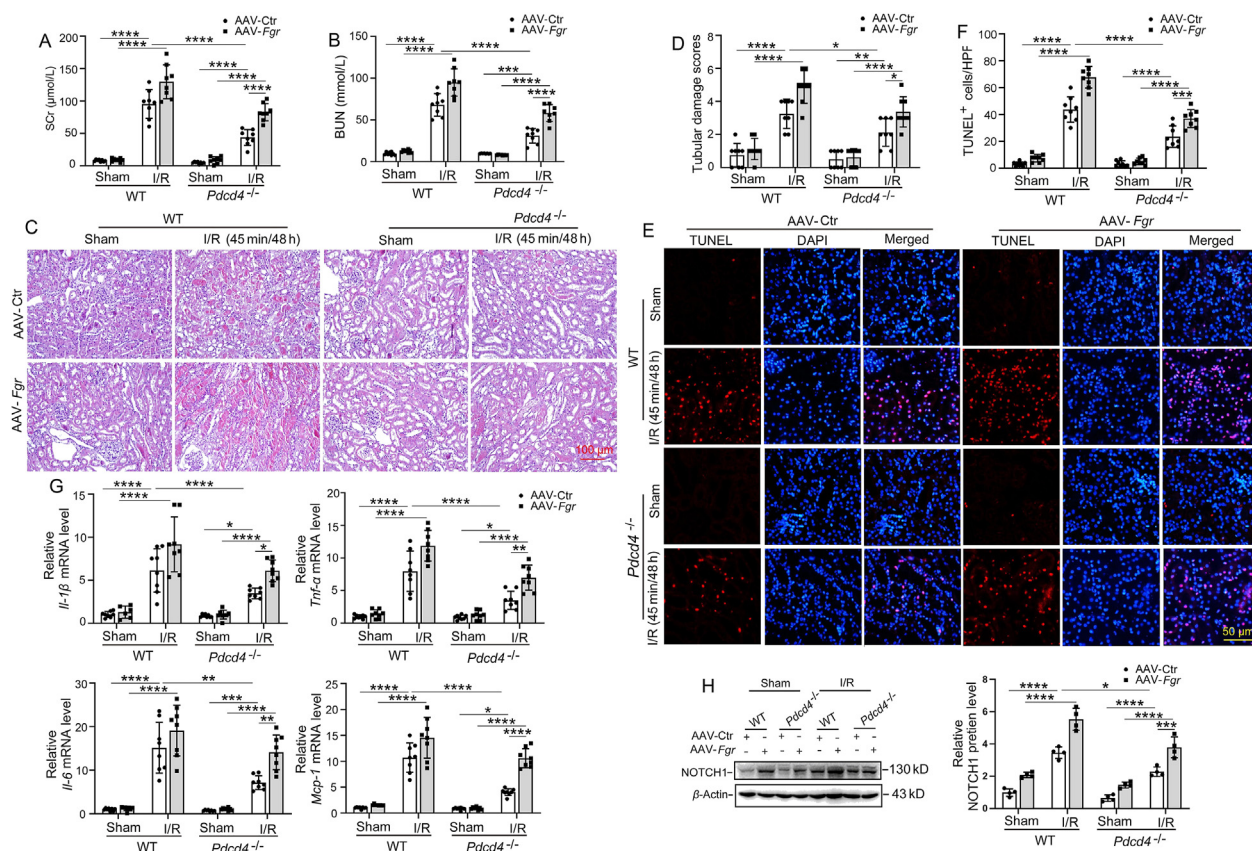 A
SCr (μmol/L)
200
150
100
50
0
AAV-Ctr
AAV-Fgr
****
****
****
****
****
****
Sham I/R Sham I/R
WT Pdcd4-/-
B
BUN (mmol/L)
150
100
50
0
AAV-Ctr
AAV-Fgr
****
****
****
***
****
****
Sham I/R Sham I/R
WT Pdcd4-/-
D
Tubular damage scores
8
6
4
2
0
****
****
*
**
****
*
Sham I/R Sham I/R
WT Pdcd4-/-
F
TUNEL+ cells/HPF
100
80
60
40
20
0
AAV-Ctr
AAV-Fgr
****
****
****
****
****
***
Sham I/R Sham I/R
WT Pdcd4-/-
C
WT Pdcd4-/-
Sham I/R (45 min/48 h) Sham I/R (45 min/48 h)
AAV-Ctr
AAV-Fgr
100 μm
E
AAV-Ctr AAV-Fgr
TUNEL DAPI Merged TUNEL DAPI Merged
WT
Sham
I/R (45 min/48 h)
Pdcd4-/-
Sham
I/R (45 min/48 h)
50 μm
G
Relative
Il-1β mRNA level
15
10
5
0
****
****
****
*
****
*
Sham I/R Sham I/R
WT Pdcd4-/-
Relative
Tnf-α mRNA level
20
15
10
5
0
AAV-Ctr
AAV-Fgr
****
****
****
*
****
**
Sham I/R Sham I/R
WT Pdcd4-/-
Relative
Il-6 mRNA level
30
20
10
0
****
****
**
***
****
**
Sham I/R Sham I/R
WT Pdcd4-/-
Relative
Mcp-1 mRNA level
25
20
15
10
5
0
****
****
****
*
****
****
Sham I/R Sham I/R
WT Pdcd4-/-
H
Sham I/R
WT Pdcd4-/- WT Pdcd4-/-
AAV-Ctr + - + - + - + -
AAV-Fgr - + - + - + - +
NOTCH1 130 kD
β-Actin 43 kD
Relative
NOTCH1 pretien level
8
6
4
2
0
AAV-Ctr
AAV-Fgr
****
****
*
****
****
***
Sham I/R Sham I/R
WT Pdcd4-/-